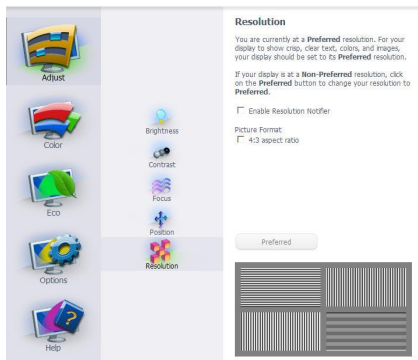 Adjust
Color
Eco
Options
Help
Brightness
Contrast
Focus
Position
Resolution
Resolution
You are currently at a Preferred resolution. For your
display to show crisp, clear text, colors, and images,
your display should be set to its Preferred resolution.
If your display is at a Non-Preferred resolution, click
on the Preferred button to change your resolution to
Preferred.
Enable Resolution Notifier
Picture Format
4:3 aspect ratio
Preferred